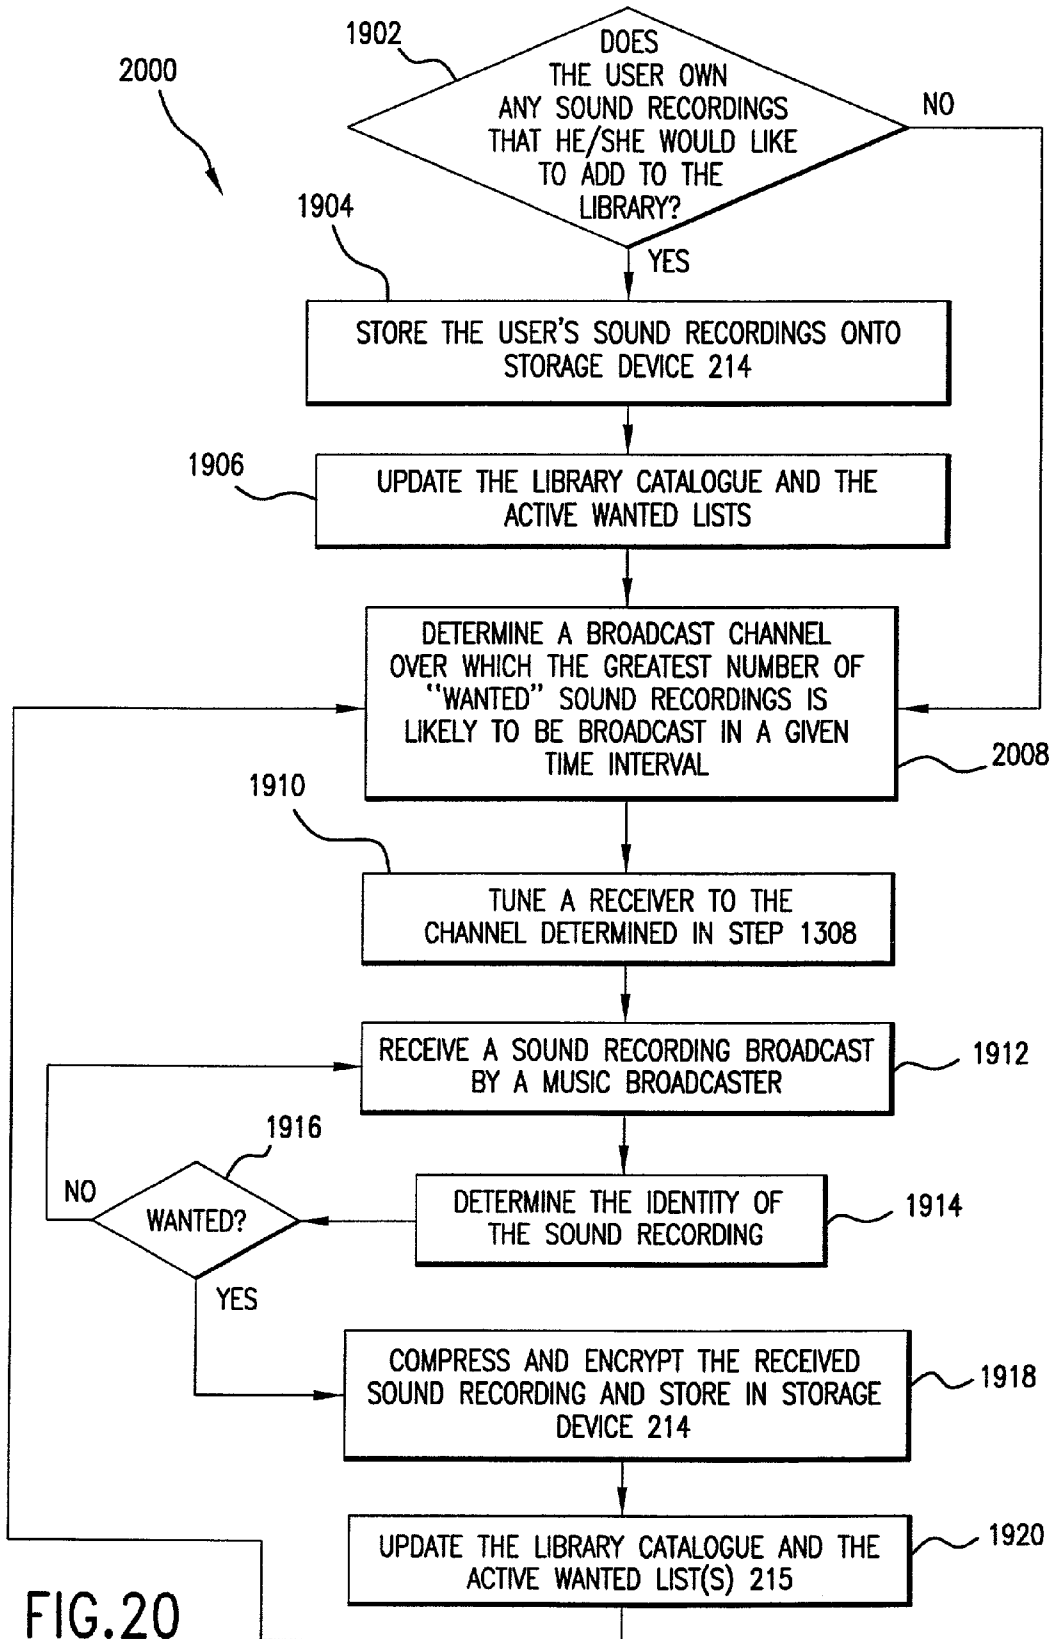 1902
2000
DOES
THE USER OWN
ANY SOUND RECORDINGS
THAT HE/SHE WOULD LIKE
TO ADD TO THE
LIBRARY?
NO
YES
1904
STORE THE USER'S SOUND RECORDINGS ONTO
STORAGE DEVICE 214
1906
UPDATE THE LIBRARY CATALOGUE AND THE
ACTIVE WANTED LISTS
DETERMINE A BROADCAST CHANNEL
OVER WHICH THE GREATEST NUMBER OF
"WANTED" SOUND RECORDINGS IS
LIKELY TO BE BROADCAST IN A GIVEN
TIME INTERVAL
2008
1910
TUNE A RECEIVER TO THE
CHANNEL DETERMINED IN STEP 1308
RECEIVE A SOUND RECORDING BROADCAST
BY A MUSIC BROADCASTER
1912
1916
NO
WANTED?
YES
DETERMINE THE IDENTITY OF
THE SOUND RECORDING
1914
COMPRESS AND ENCRYPT THE RECEIVED
SOUND RECORDING AND STORE IN STORAGE
DEVICE 214
1918
UPDATE THE LIBRARY CATALOGUE AND THE
ACTIVE WANTED LIST(S) 215
1920
FIG.20